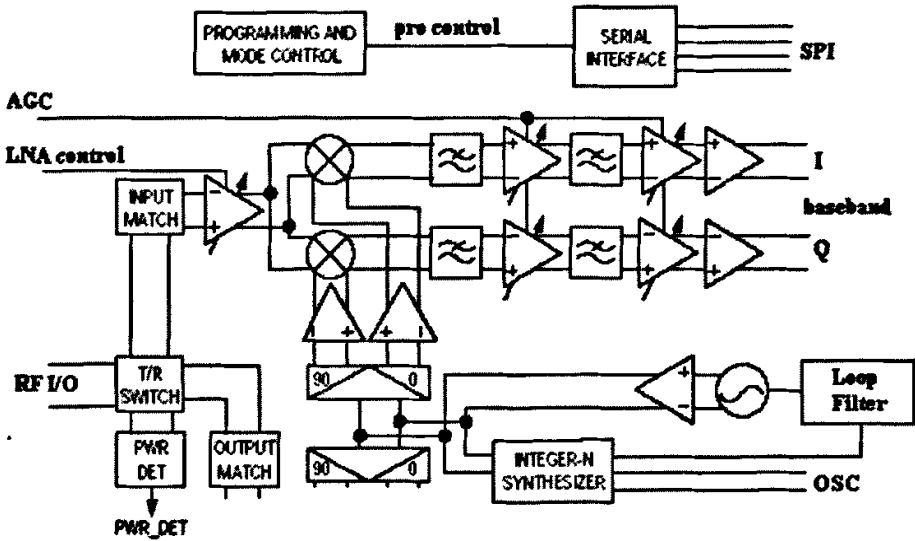 PROGRAMMING AND
MODE CONTROL
pro control
SERIAL
INTERFACE
SPI
AGC
LNA control
INPUT
MATCH
I
baseband
Q
RF I/O
T/R
SWITCH
PWR
DET
OUTPUT
MATCH
PWR_DET
90
0
90
0
INTEGER-N
SYNTHESIZER
Loop
Filter
OSC